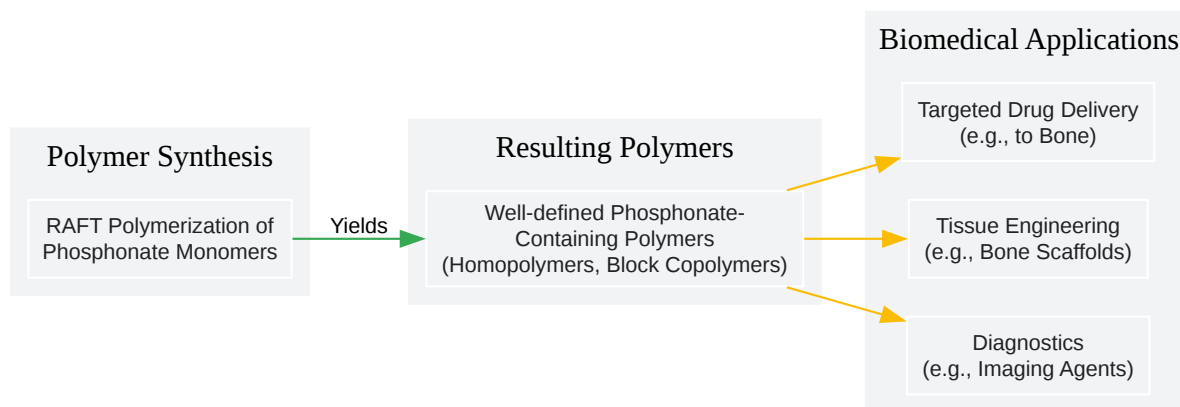 Polymer Synthesis
RAFT Polymerization of
Phosphonate Monomers
Yields
Resulting Polymers
Well-defined Phosphonate-
Containing Polymers
(Homopolymers, Block Copolymers)
Biomedical Applications
Targeted Drug Delivery
(e.g., to Bone)
Tissue Engineering
(e.g., Bone Scaffolds)
Diagnostics
(e.g., Imaging Agents)